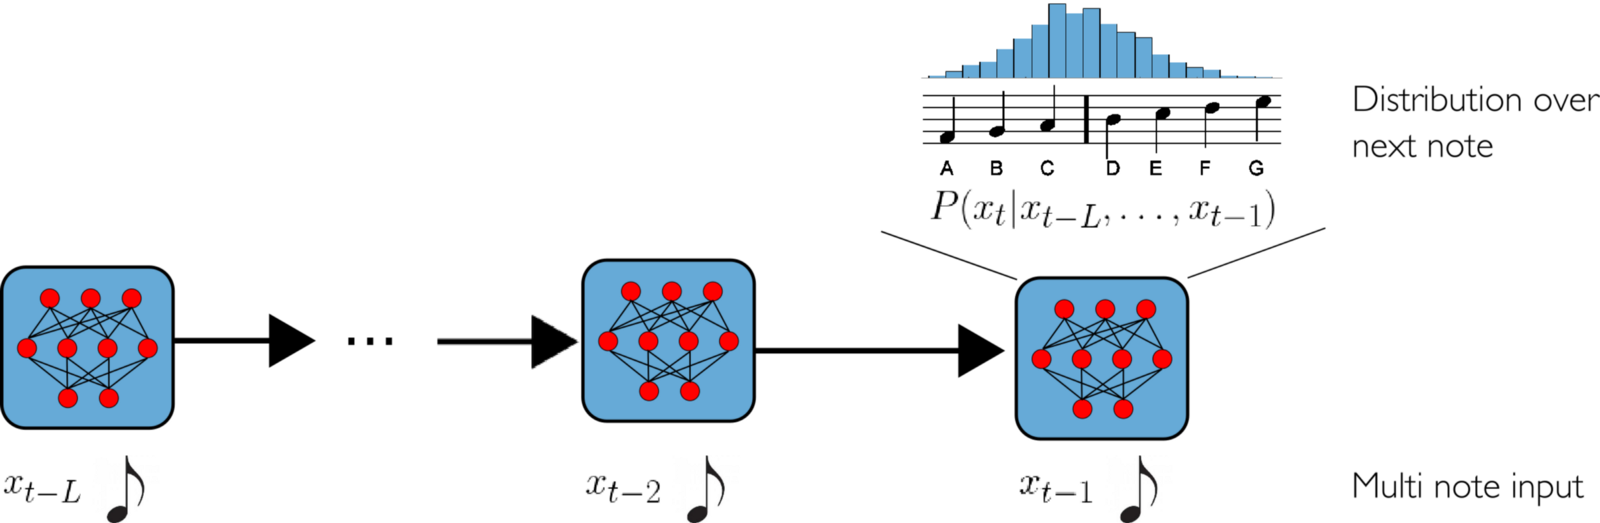 Distribution over
next note
A B C D E F G
P(x_t|x_{t-L}, . . . , x_{t-1})
...
x_{t-L}
x_{t-2}
x_{t-1}
Multi note input